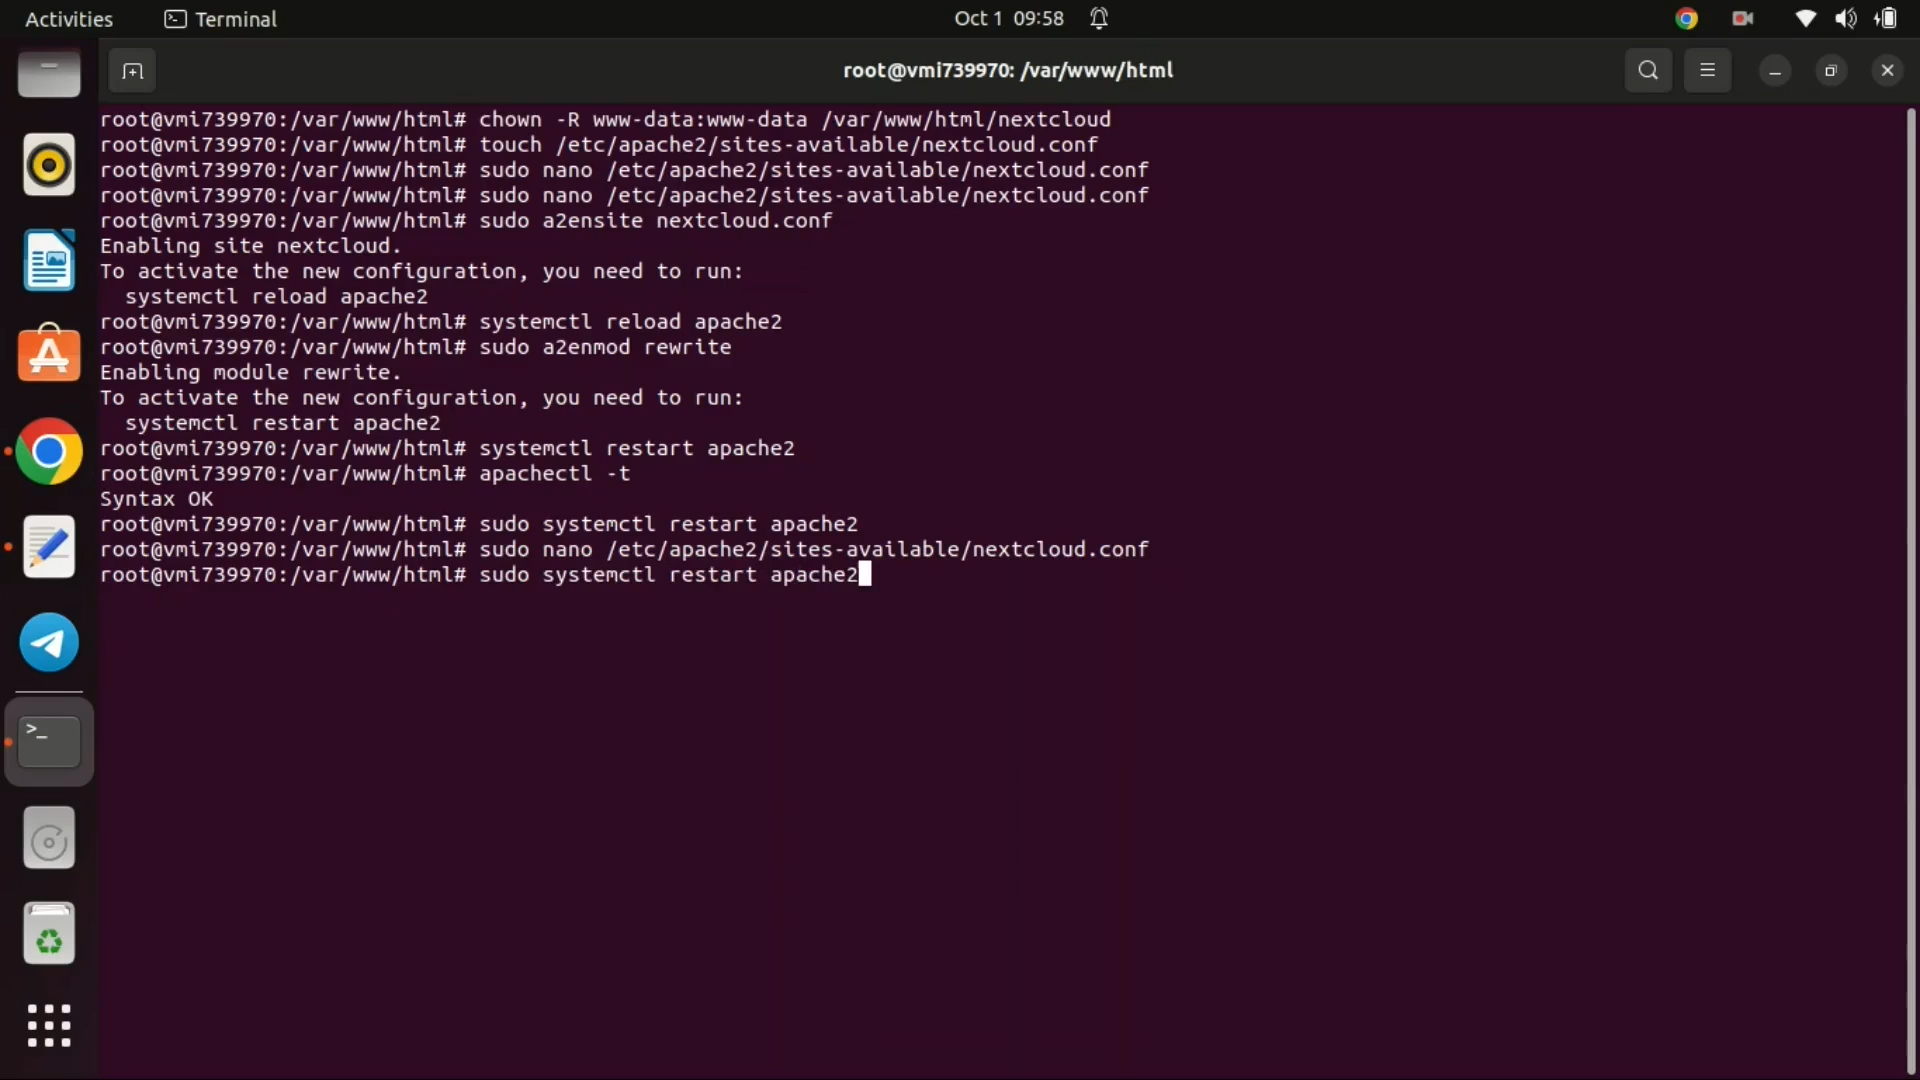 Activities
Terminal
Oct 1 09:58
root@vmi739970: /var/www/html
root@vmi739970:/var/www/html# chown -R www-data:www-data /var/www/html/nextcloud
root@vmi739970:/var/www/html# touch /etc/apache2/sites-available/nextcloud.conf
root@vmi739970:/var/www/html# sudo nano /etc/apache2/sites-available/nextcloud.conf
root@vmi739970:/var/www/html# sudo nano /etc/apache2/sites-available/nextcloud.conf
root@vmi739970:/var/www/html# sudo a2ensite nextcloud.conf
Enabling site nextcloud.
To activate the new configuration, you need to run:
  systemctl reload apache2
root@vmi739970:/var/www/html# systemctl reload apache2
root@vmi739970:/var/www/html# sudo a2enmod rewrite
Enabling module rewrite.
To activate the new configuration, you need to run:
  systemctl restart apache2
root@vmi739970:/var/www/html# systemctl restart apache2
root@vmi739970:/var/www/html# apachectl -t
Syntax OK
root@vmi739970:/var/www/html# sudo systemctl restart apache2
root@vmi739970:/var/www/html# sudo nano /etc/apache2/sites-available/nextcloud.conf
root@vmi739970:/var/www/html# sudo systemctl restart apache2